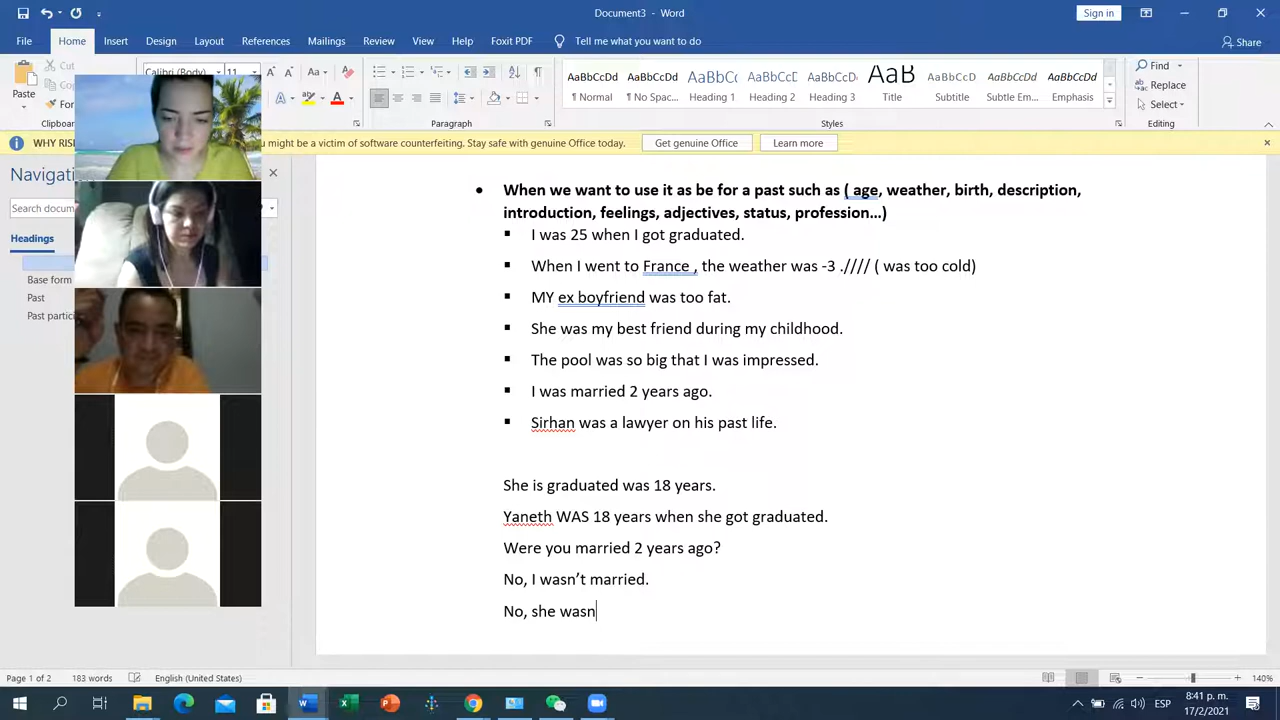 Document3 - Word
Sign in
File Home Insert Draw Design Layout References Mailings Review View Help Foxit PDF Tell me what you want to do Share
Paste
Calibri (Body) 11
AaBbCcDd AaBbCcDd AaBbCc AaBbCcD AaBbCcD AaB AaBbCcD AaBbCcDd AaBbCcDd
¶ Normal ¶ No Spac... Heading 1 Heading 2 Heading 3 Title Subtitle Subtle Em... Emphasis
Find
Replace
Select
Clipboard Paragraph Styles Editing
WHY RIS might be a victim of software counterfeiting. Stay safe with genuine Office today. Get genuine Office Learn more
Navigat
Search docum
Headings
Base form
Past
Past partici
• When we want to use it as be for a past such as ( age, weather, birth, description,
introduction, feelings, adjectives, status, profession...)
▪ I was 25 when I got graduated.
▪ When I went to France , the weather was -3 .//// ( was too cold)
▪ MY ex boyfriend was too fat.
▪ She was my best friend during my childhood.
▪ The pool was so big that I was impressed.
▪ I was married 2 years ago.
▪ Sirhan was a lawyer on his past life.
She is graduated was 18 years.
Yaneth WAS 18 years when she got graduated.
Were you married 2 years ago?
No, I wasn’t married.
No, she wasn
Page 1 of 2 183 words English (United States) 140%
ESP
8:41 p. m.
17/2/2021